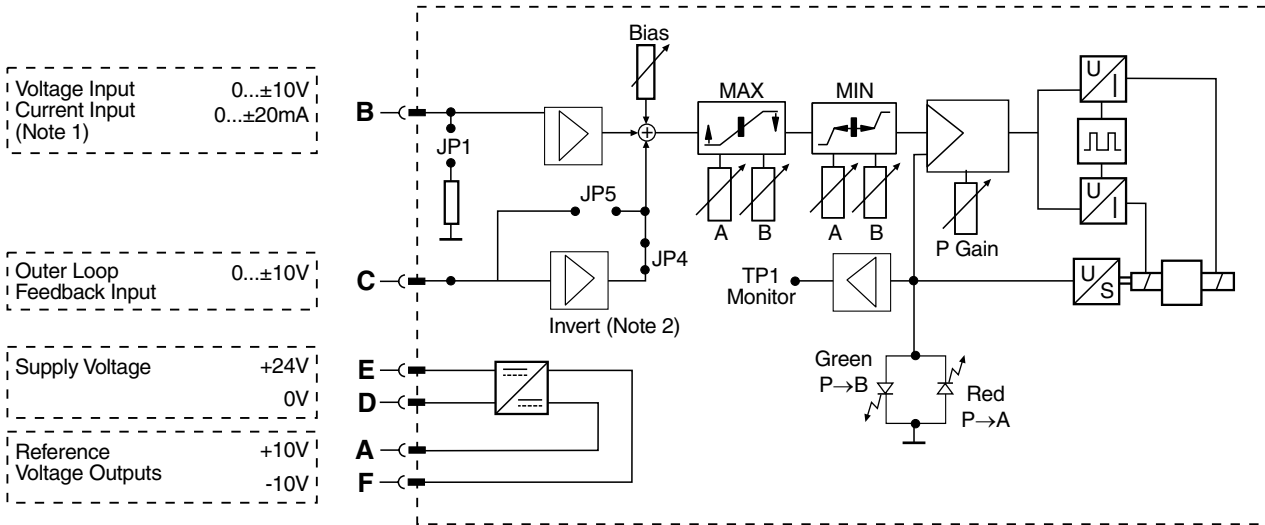 Voltage Input 0...±10V
Current Input 0...±20mA
(Note 1)
B
JP1
Bias
MAX
A B
MIN
A B
P Gain
U
I
U
I
JP5
JP4
Outer Loop 0...±10V
Feedback Input
C
Invert (Note 2)
TP1
Monitor
U
S
Green
P→B
Red
P→A
Supply Voltage +24V
0V
E
D
Reference +10V
Voltage Outputs
-10V
A
F